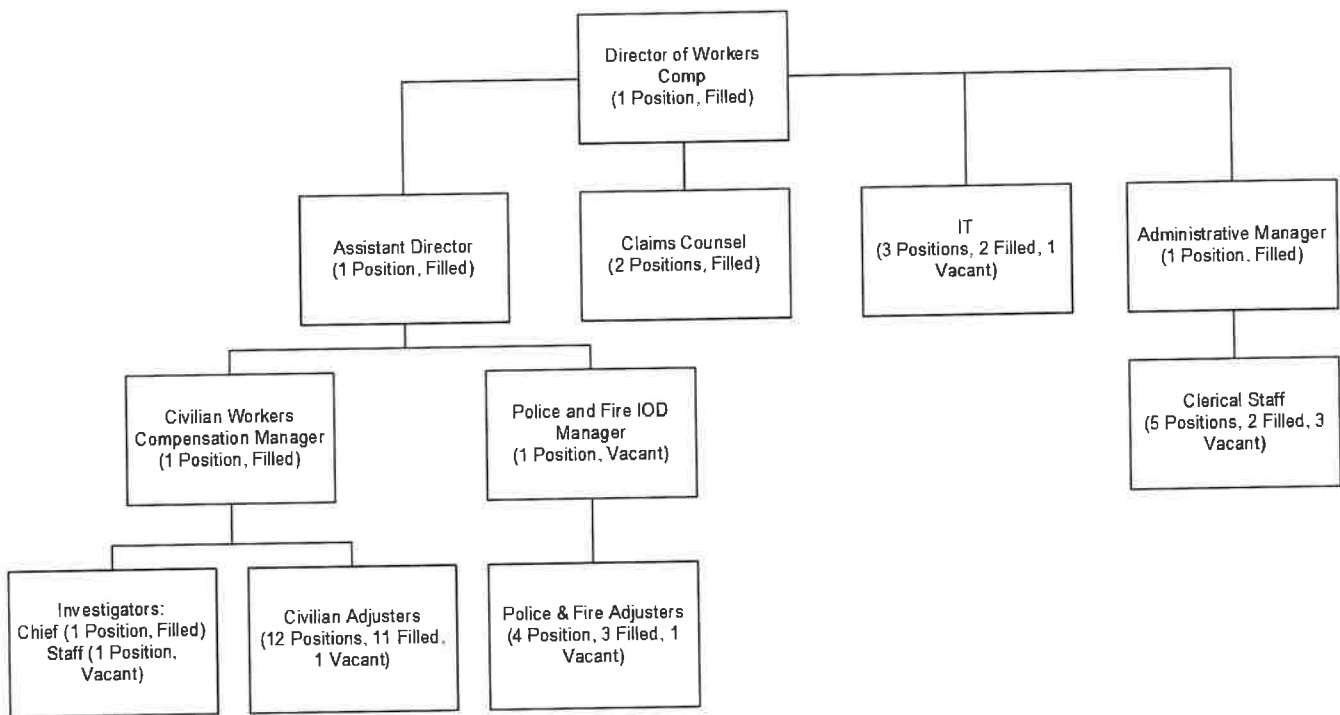 Director of Workers
Comp
(1 Position, Filled)
Assistant Director
(1 Position, Filled)
Claims Counsel
(2 Positions, Filled)
IT
(3 Positions, 2 Filled, 1
Vacant)
Administrative Manager
(1 Position, Filled)
Civilian Workers
Compensation Manager
(1 Position, Filled)
Police and Fire IOD
Manager
(1 Position, Vacant)
Clerical Staff
(5 Positions, 2 Filled, 3
Vacant)
Investigators:
Chief (1 Position, Filled)
Staff (1 Position,
Vacant)
Civilian Adjusters
(12 Positions, 11 Filled,
1 Vacant)
Police & Fire Adjusters
(4 Position, 3 Filled, 1
Vacant)